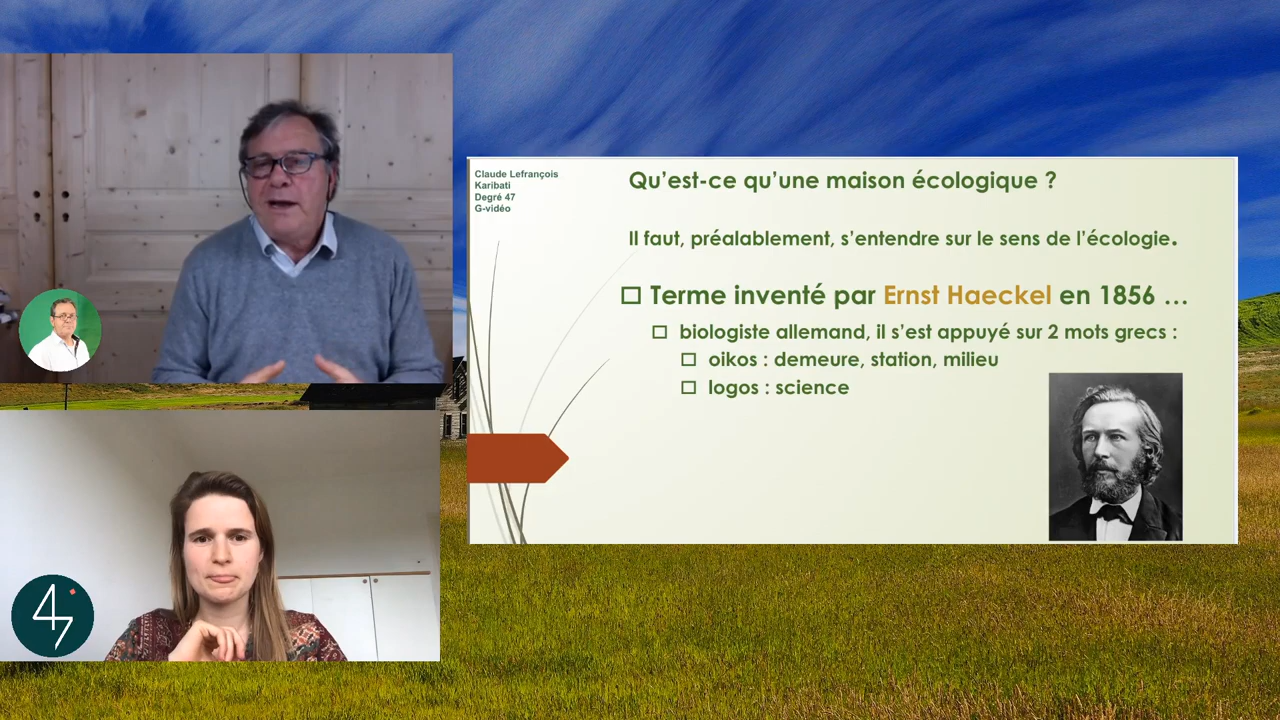 Claude Lefrançois
Karibati
Degré 47
G-vidéo
Qu’est-ce qu’une maison écologique ?
Il faut, préalablement, s’entendre sur le sens de l’écologie.
Terme inventé par Ernst Haeckel en 1856 …
biologiste allemand, il s’est appuyé sur 2 mots grecs :
oikos : demeure, station, milieu
logos : science
47